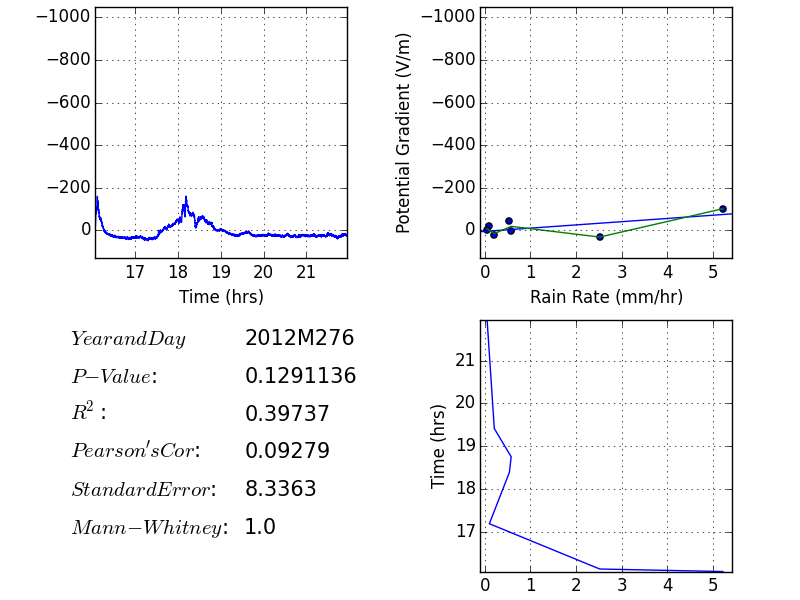 −1000
−800
−600
−400
−200
0
17 18 19 20 21
Time (hrs)
Potential Gradient (V/m)
−1000
−800
−600
−400
−200
0
0 1 2 3 4 5
Rain Rate (mm/hr)
YearandDay 2012M276
P−Value: 0.1291136
R²: 0.39737
Pearson'sCor: 0.09279
StandardError: 8.3363
Mann−Whitney: 1.0
Time (hrs)
21
20
19
18
17
0 1 2 3 4 5